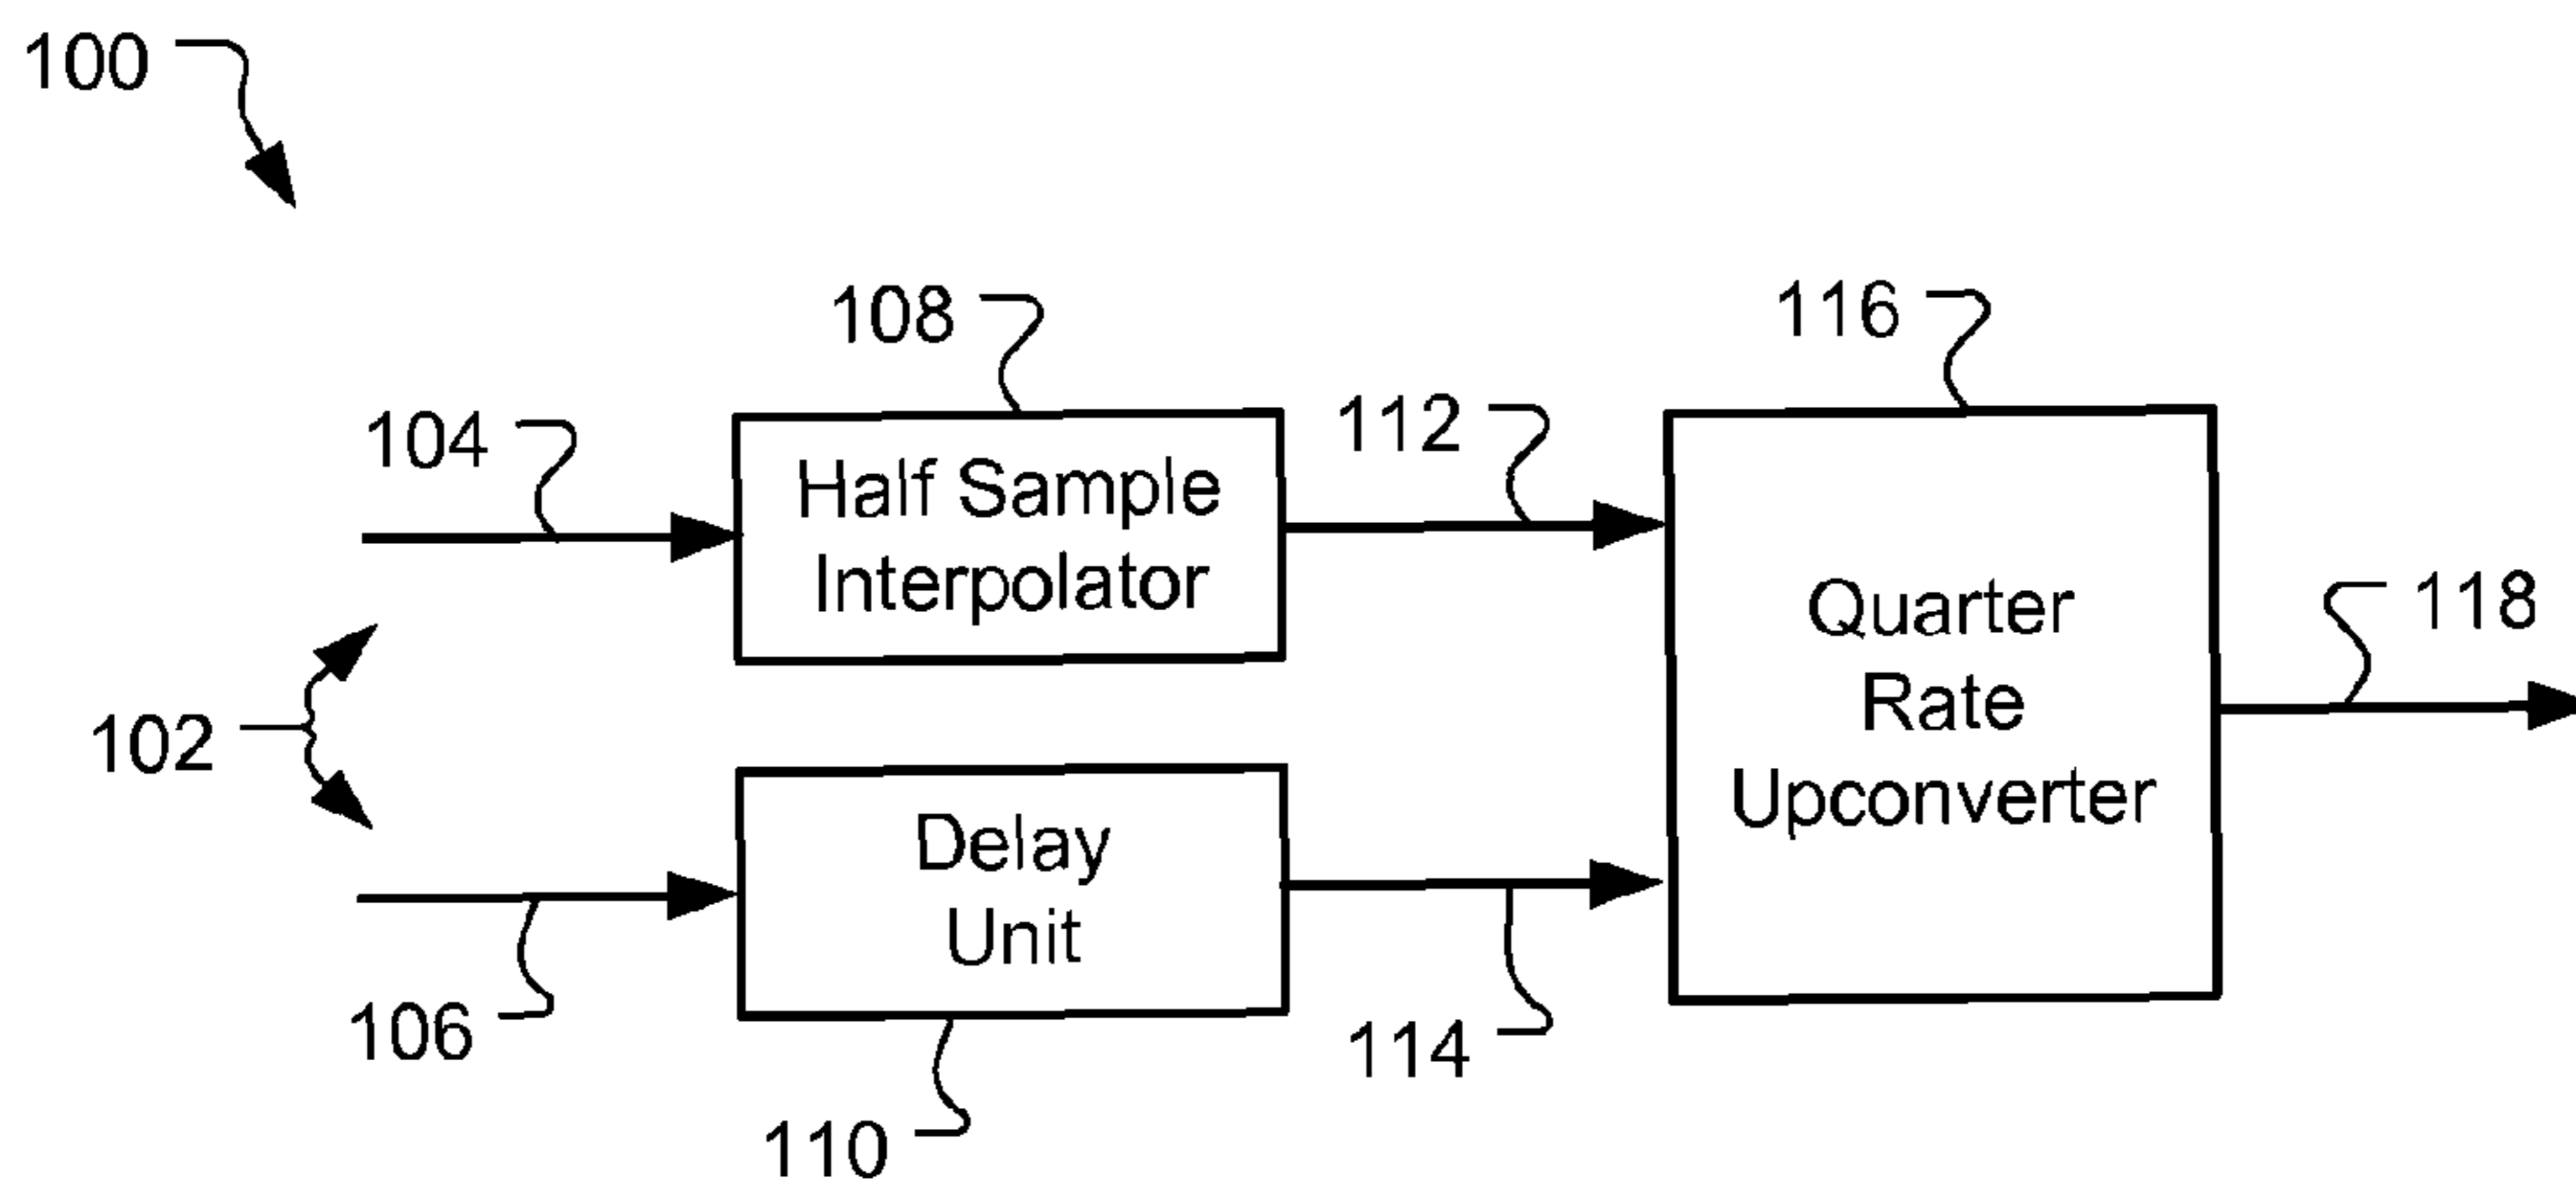 100
108
116
104
112
Half Sample
Interpolator
Quarter
Rate
Upconverter
118
102
Delay
Unit
106
114
110